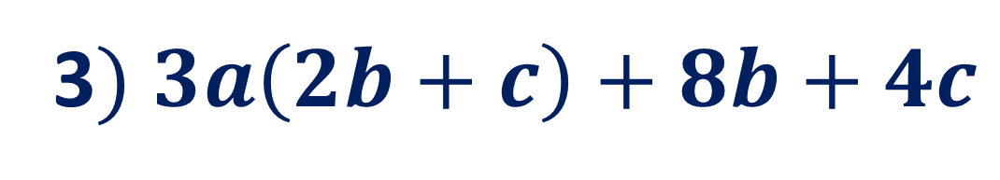 3) 3a(2b + c) + 8b + 4c